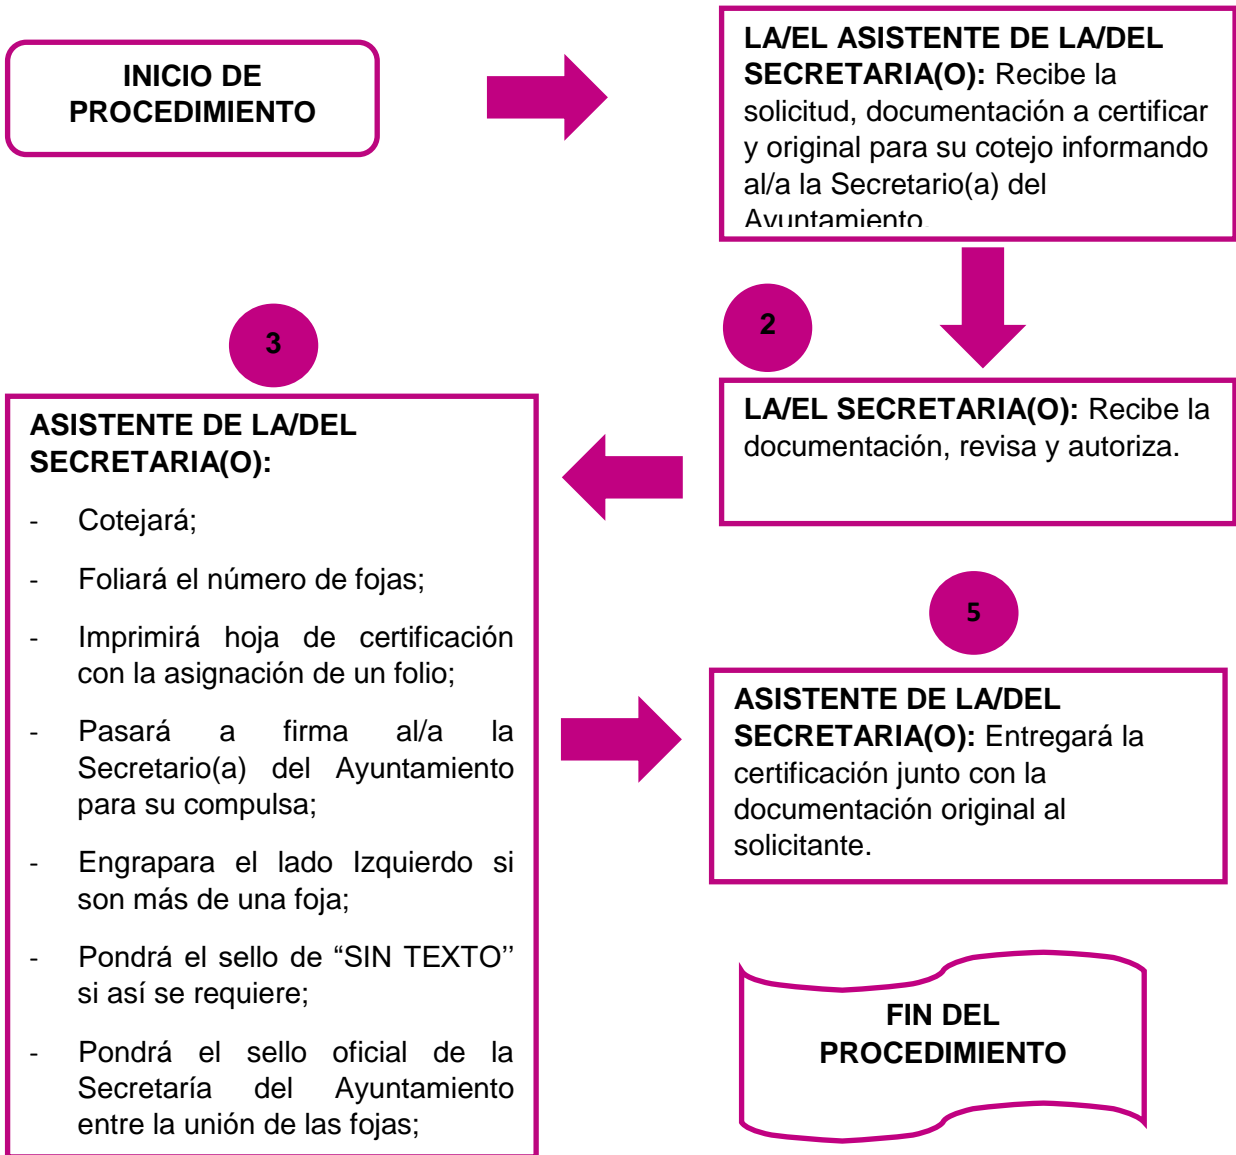 INICIO DE
PROCEDIMIENTO
LA/EL ASISTENTE DE LA/DEL
SECRETARIA(O): Recibe la
solicitud, documentación a certificar
y original para su cotejo informando
al/a la Secretario(a) del
Ayuntamiento.
2
LA/EL SECRETARIA(O): Recibe la
documentación, revisa y autoriza.
3
ASISTENTE DE LA/DEL
SECRETARIA(O):
- Cotejará;
- Foliará el número de fojas;
- Imprimirá hoja de certificación
con la asignación de un folio;
- Pasará a firma al/a la
Secretario(a) del Ayuntamiento
para su compulsa;
- Engrapara el lado Izquierdo si
son más de una foja;
- Pondrá el sello de “SIN TEXTO’’
si así se requiere;
- Pondrá el sello oficial de la
Secretaría del Ayuntamiento
entre la unión de las fojas;
5
ASISTENTE DE LA/DEL
SECRETARIA(O): Entregará la
certificación junto con la
documentación original al
solicitante.
FIN DEL
PROCEDIMIENTO